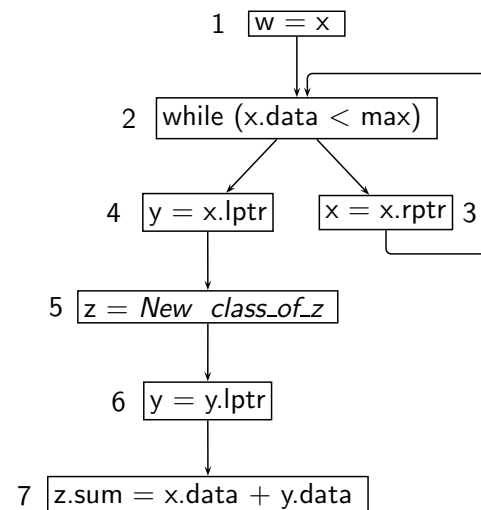 1 w = x
2 while (x.data < max)
4 y = x.lptr
x = x.rptr 3
5 z = New class_of_z
6 y = y.lptr
7 z.sum = x.data + y.data